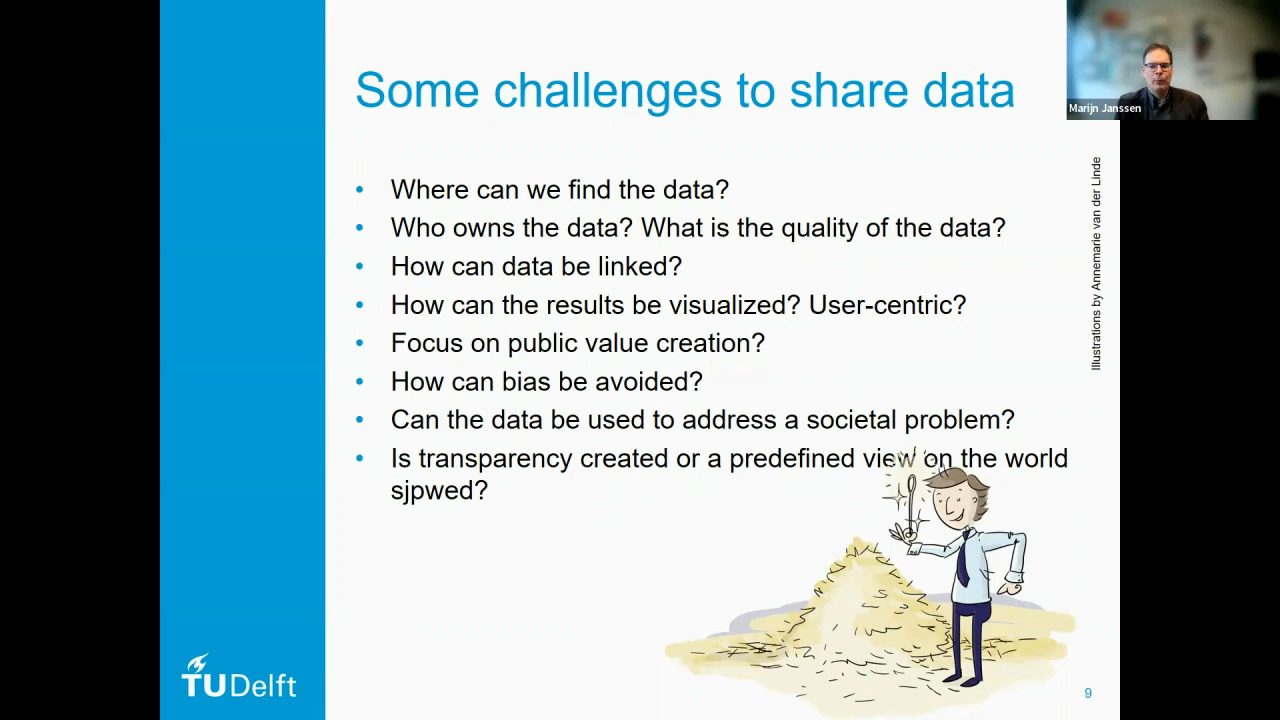 Some challenges to share data
Marijn Janssen
• Where can we find the data?
• Who owns the data? What is the quality of the data?
• How can data be linked?
• How can the results be visualized? User-centric?
• Focus on public value creation?
• How can bias be avoided?
• Can the data be used to address a societal problem?
• Is transparency created or a predefined view on the world
sjpwed?
Illustrations by Annemarie van der Linde
TUDelft
9